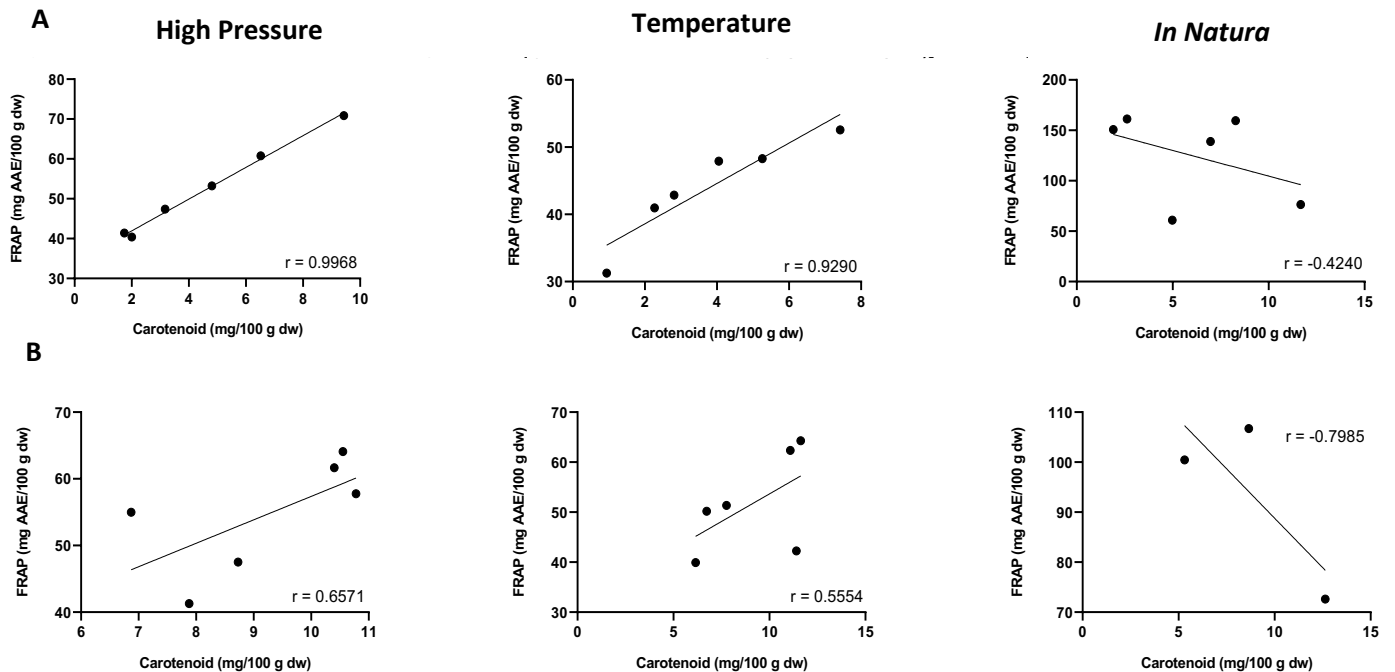 A
High Pressure
Temperature
In Natura
FRAP (mg AAE/100 g dw)
80
70
60
50
40
30
0
2
4
6
8
10
r = 0.9968
Carotenoid (mg/100 g dw)
FRAP (mg AAE/100 g dw)
60
50
40
30
0
2
4
6
8
r = 0.9290
Carotenoid (mg/100 g dw)
FRAP (mg AAE/100 g dw)
200
150
100
50
0
0
5
10
15
r = -0.4240
Carotenoid (mg/100 g dw)
B
FRAP (mg AAE/100 g dw)
70
60
50
40
6
7
8
9
10
11
r = 0.6571
Carotenoid (mg/100 g dw)
FRAP (mg AAE/100 g dw)
70
60
50
40
30
0
5
10
15
r = 0.5554
Carotenoid (mg/100 g dw)
FRAP (mg AAE/100 g dw)
110
100
90
80
70
0
5
10
15
r = -0.7985
Carotenoid (mg/100 g dw)